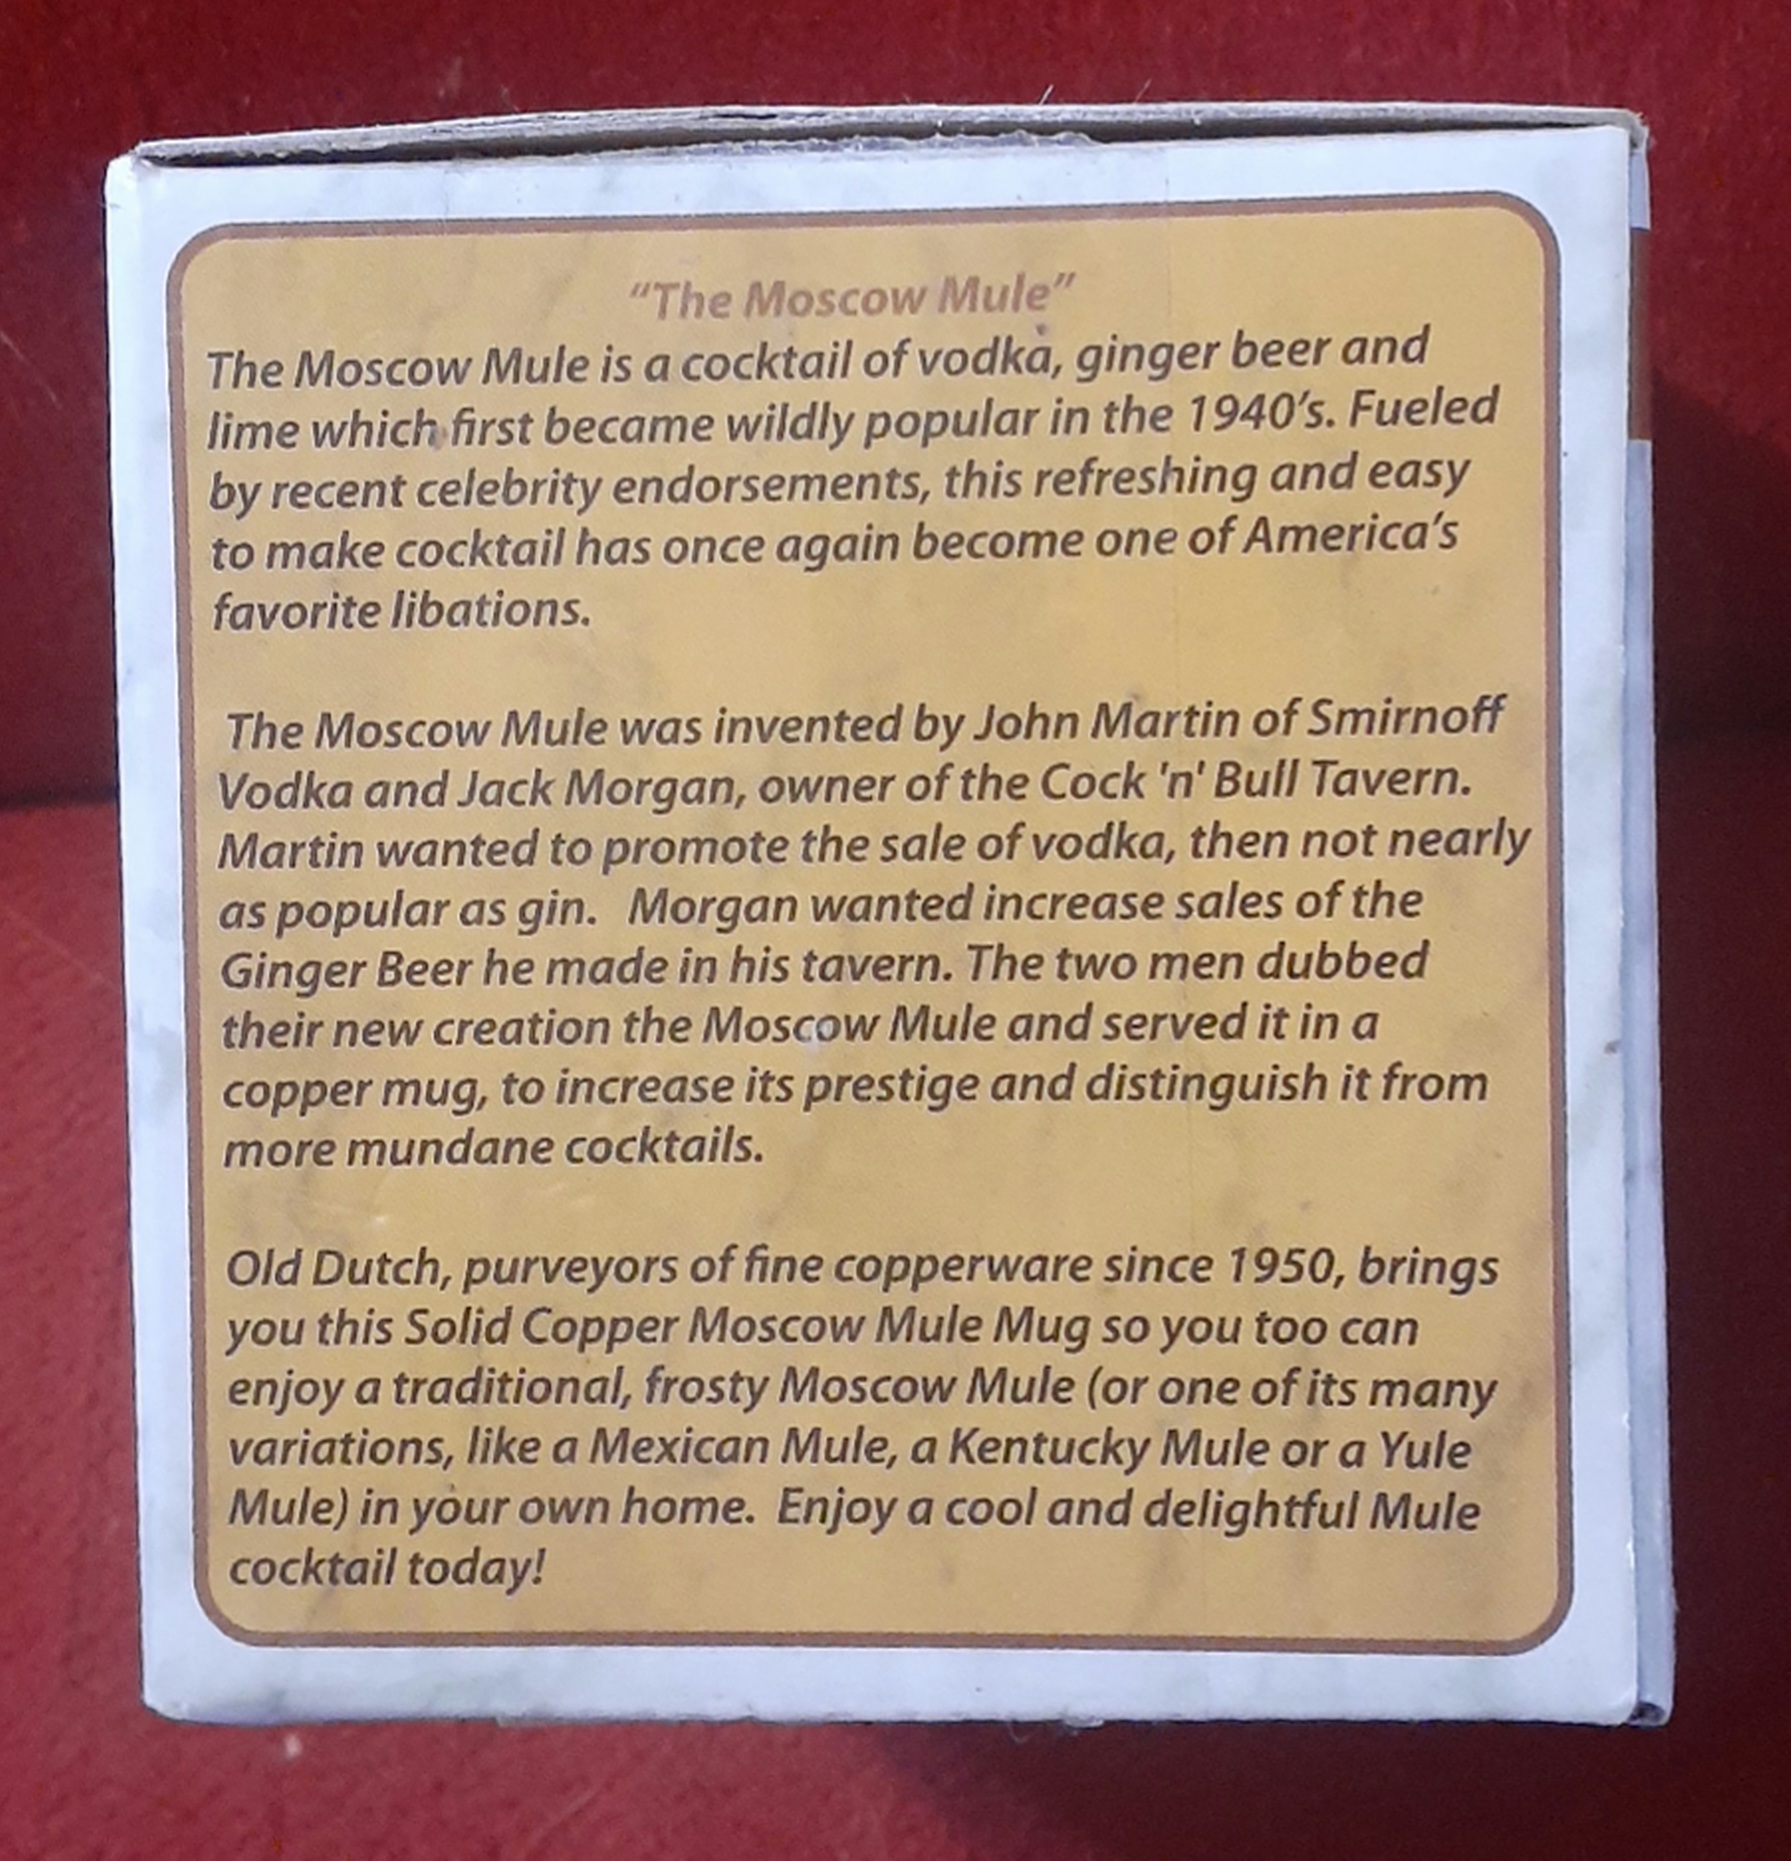 “The Moscow Mule”
The Moscow Mule is a cocktail of vodka, ginger beer and
lime which first became wildly popular in the 1940’s. Fueled
by recent celebrity endorsements, this refreshing and easy
to make cocktail has once again become one of America’s
favorite libations.
The Moscow Mule was invented by John Martin of Smirnoff
Vodka and Jack Morgan, owner of the Cock 'n' Bull Tavern.
Martin wanted to promote the sale of vodka, then not nearly
as popular as gin. Morgan wanted increase sales of the
Ginger Beer he made in his tavern. The two men dubbed
their new creation the Moscow Mule and served it in a
copper mug, to increase its prestige and distinguish it from
more mundane cocktails.
Old Dutch, purveyors of fine copperware since 1950, brings
you this Solid Copper Moscow Mule Mug so you too can
enjoy a traditional, frosty Moscow Mule (or one of its many
variations, like a Mexican Mule, a Kentucky Mule or a Yule
Mule) in your own home. Enjoy a cool and delightful Mule
cocktail today!